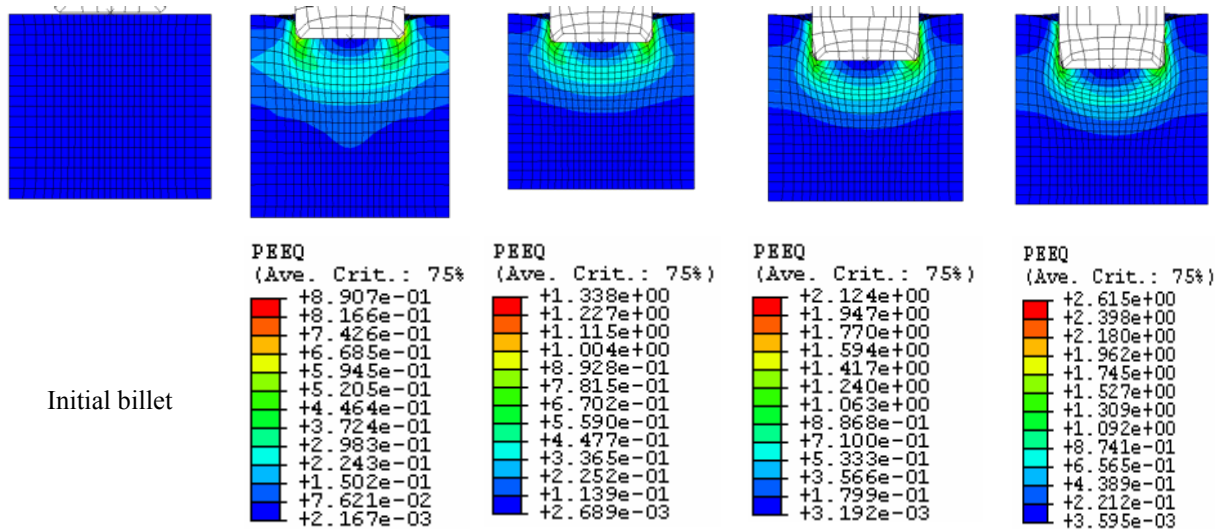 Initial billet
PEEQ
(Ave. Crit.: 75%
+8.907e-01
+8.166e-01
+7.426e-01
+6.685e-01
+5.945e-01
+5.205e-01
+4.464e-01
+3.724e-01
+2.983e-01
+2.243e-01
+1.502e-01
+7.621e-02
+2.167e-03
PEEQ
(Ave. Crit.: 75%)
+1.338e+00
+1.227e+00
+1.115e+00
+1.004e+00
+8.928e-01
+7.815e-01
+6.702e-01
+5.590e-01
+4.477e-01
+3.365e-01
+2.252e-01
+1.139e-01
+2.689e-03
PEEQ
(Ave. Crit.: 75%)
+2.124e+00
+1.947e+00
+1.770e+00
+1.594e+00
+1.417e+00
+1.240e+00
+1.063e+00
+8.868e-01
+7.100e-01
+5.333e-01
+3.566e-01
+1.799e-01
+3.192e-03
PEEQ
(Ave. Crit.: 75%)
+2.615e+00
+2.398e+00
+2.180e+00
+1.962e+00
+1.745e+00
+1.527e+00
+1.309e+00
+1.092e+00
+8.741e-01
+6.565e-01
+4.389e-01
+2.212e-01
+3.595e-03